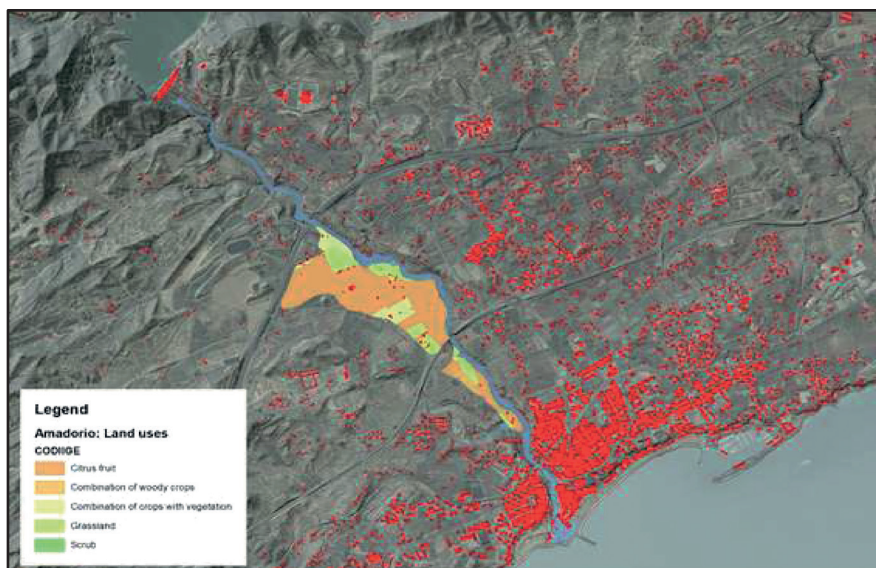 Legend
Amadorio: Land uses
CODIIGE
Citrus fruit
Combination of woody crops
Combination of crops with vegetation
Grassland
Scrub